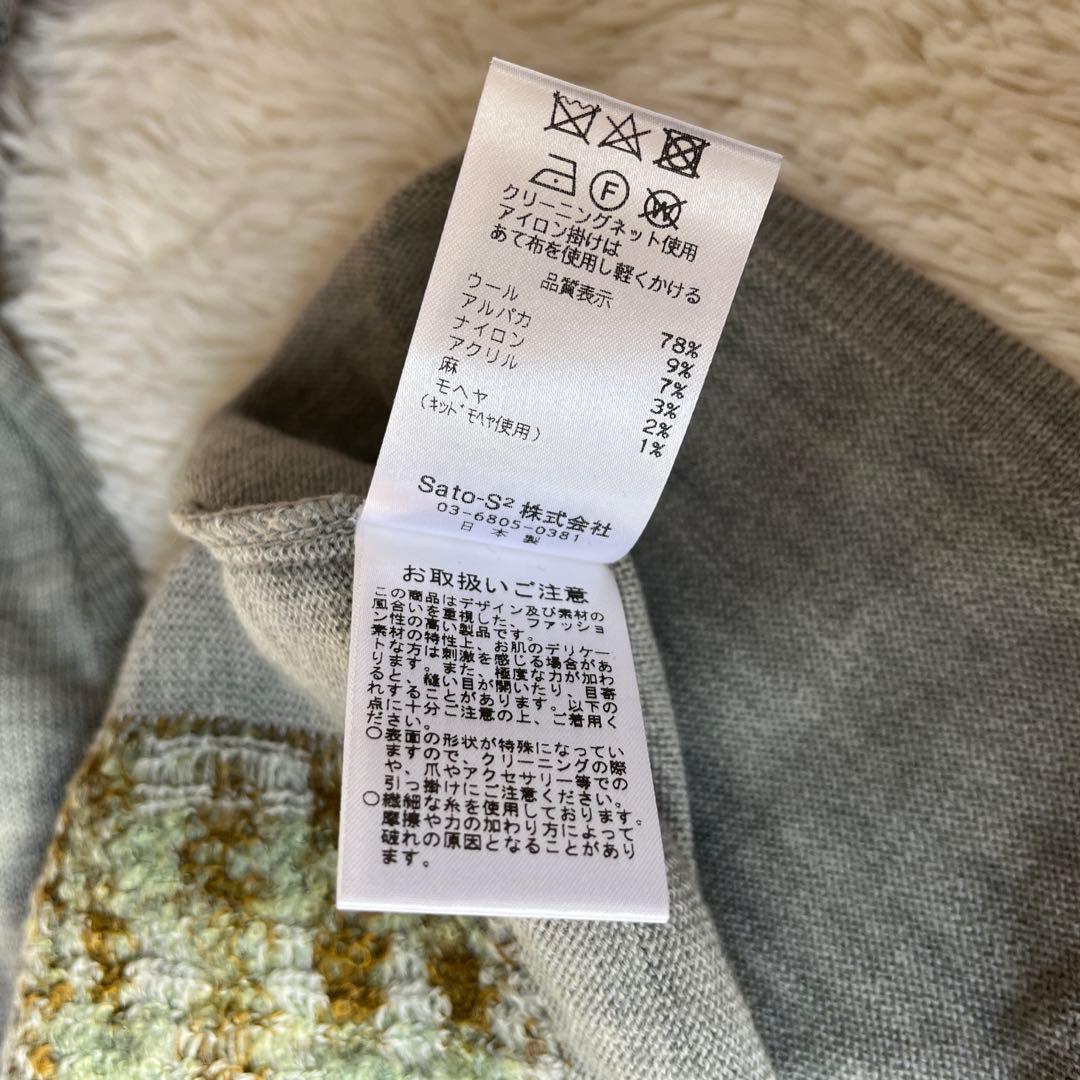 F W
クリーニングネット使用
アイロン掛けは
あて布を使用し軽くかける
品質表示
ウール 78%
アルパカ 9%
ナイロン 7%
アクリル 3%
麻 2%
モヘヤ 1%
(キッドモヘヤ使用)
Sato-S² 株式会社
03-6805-0381
日本製
お取扱いご注意
この商品はデザイン及び素材の
風合いを重視した、ファッショ
ン性の高い製品です。
素材の特性上、お肌のデリケー
トな方は刺激を感じる場合があ
ります。また、極度な力が加わ
ると、縫い目が開いたり、目寄
れすることがあります。以下の
点に十分ご注意の上、ご着用く
ださい。
○表面の形状が特殊になってい
ますので、クリーニングの際
や、爪やアクセサリー等での
引っ掛けにご注意ください。
○繊細な糸を使用しております。
摩擦や力の加わり方によって
破れの原因となることがあり
ます。